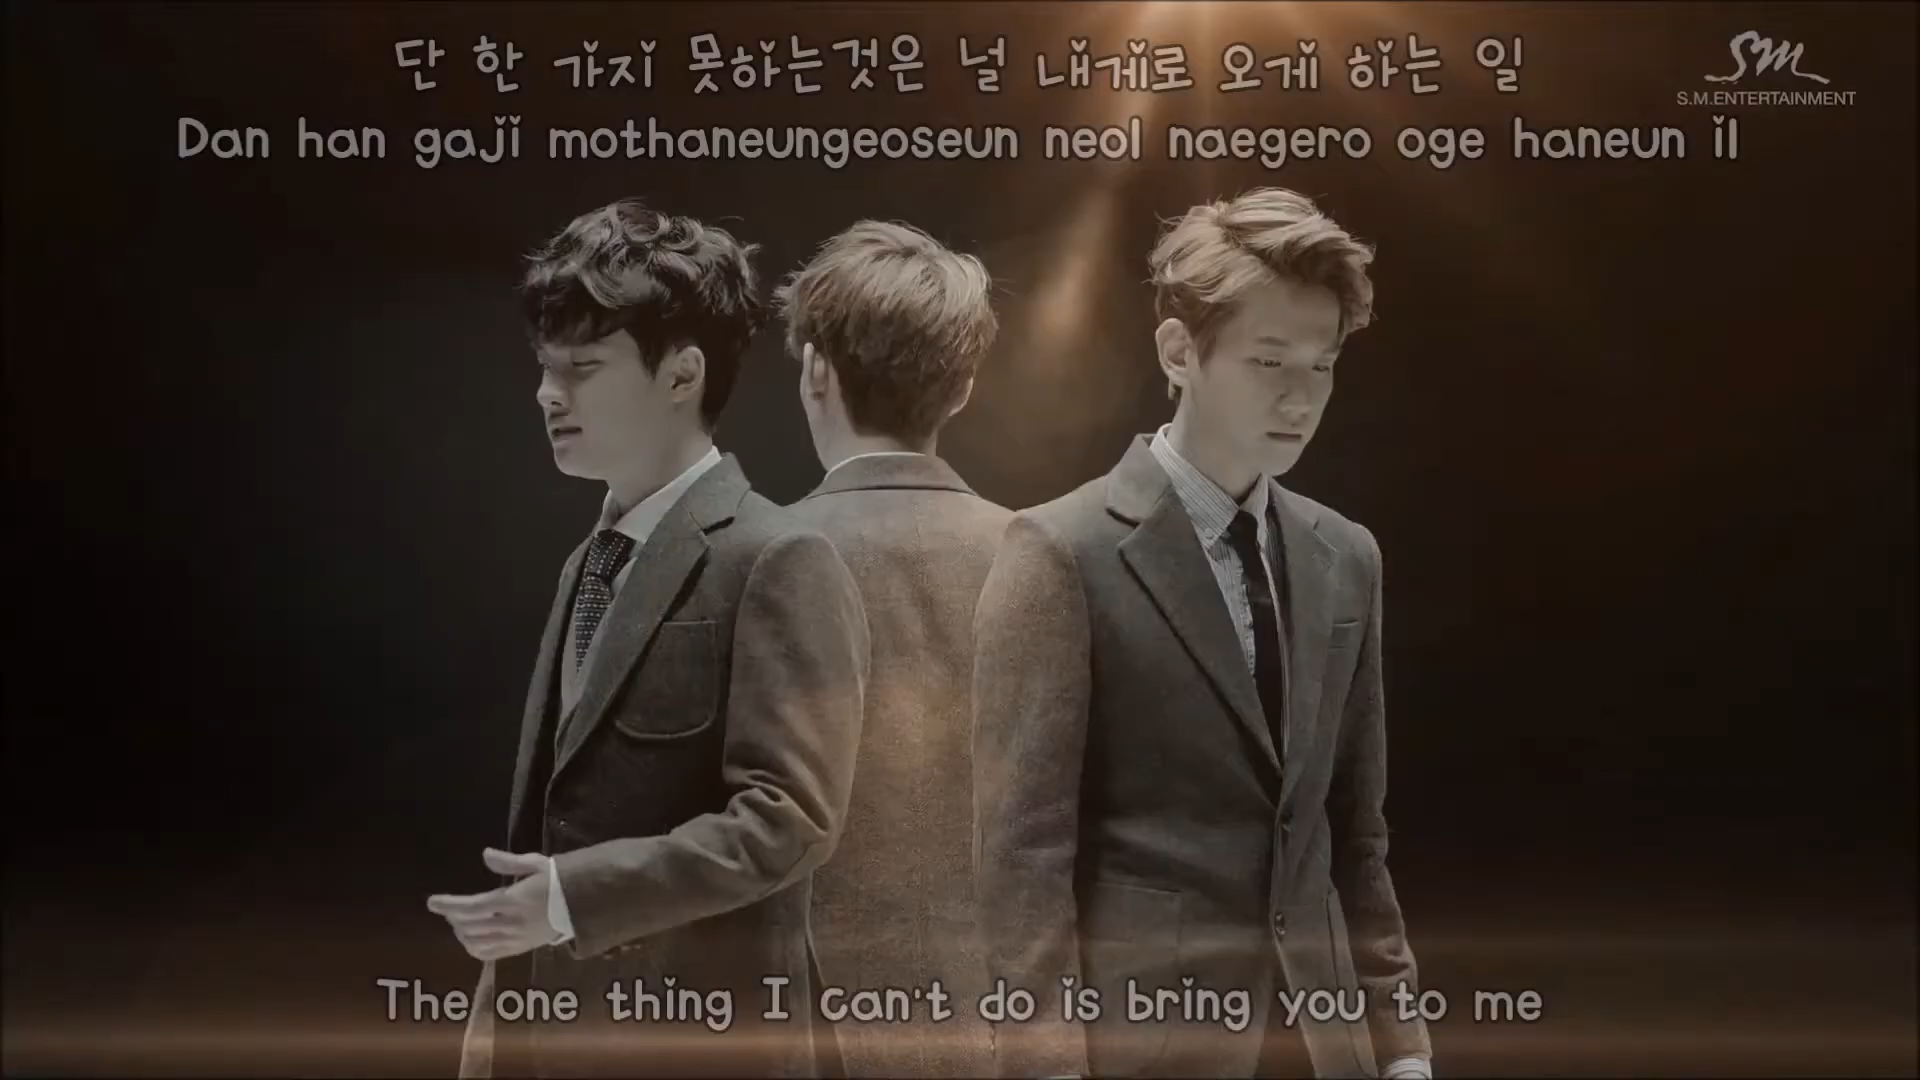 단 한 가지 못하는것은 널 내게로 오게 하는 일
Dan han gaji mothaneungeoseun neol naegero oge haneun il
SM
S.M.ENTERTAINMENT
The one thing I can't do is bring you to me